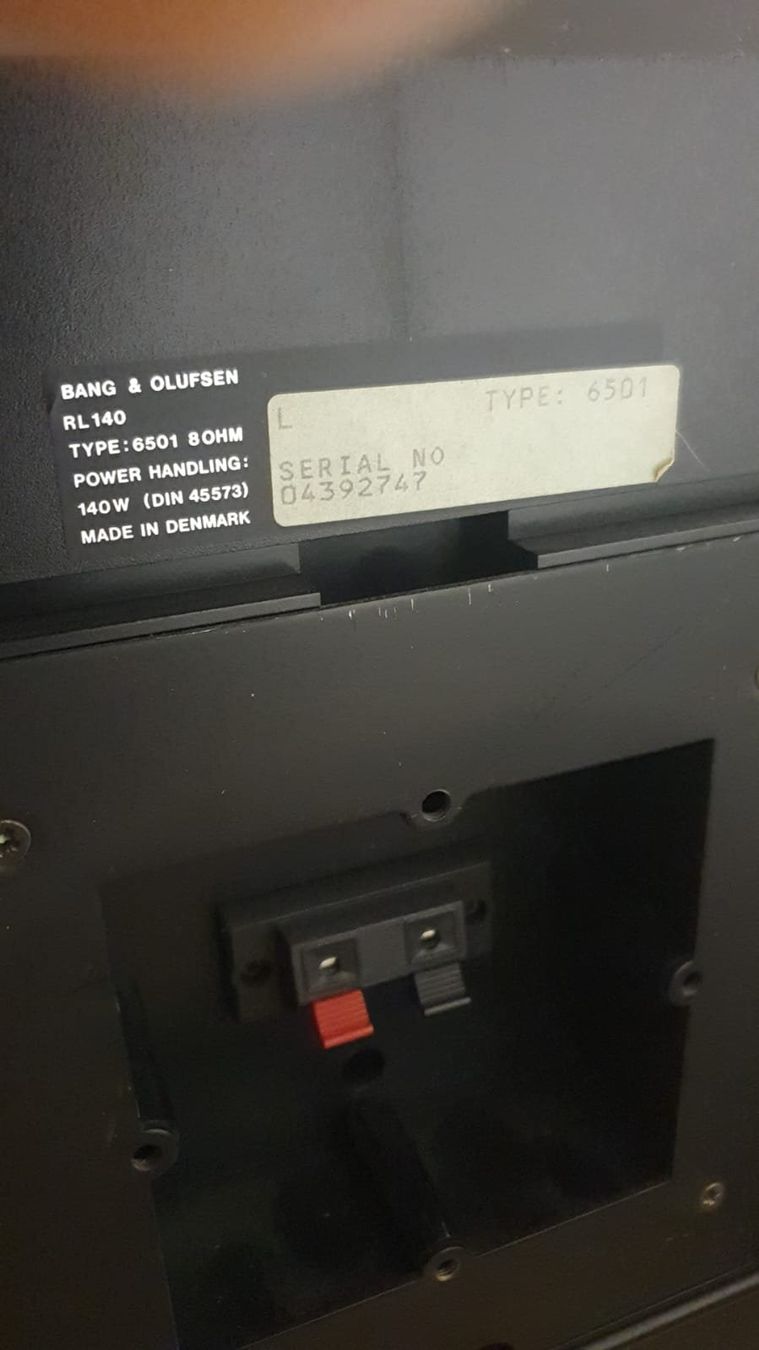 BANG & OLUFSEN
RL140
TYPE:6501 8OHM
POWER HANDLING:
140W (DIN 45573)
MADE IN DENMARK
L TYPE: 6501
SERIAL NO
04392747